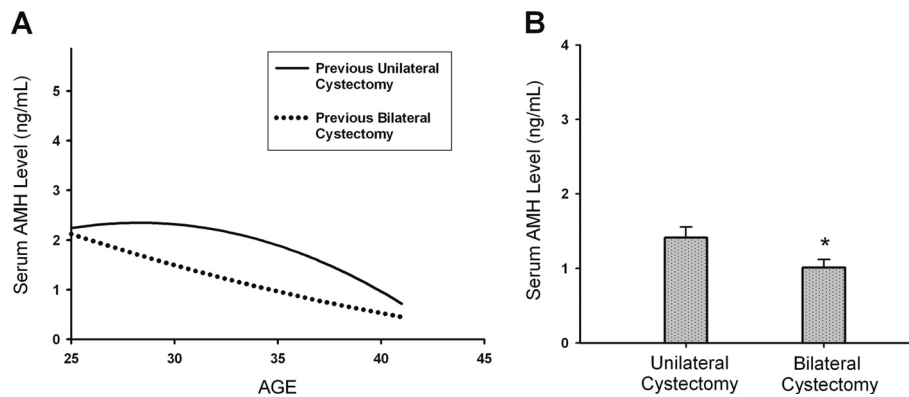 A
Serum AMH Level (ng/mL)
5
4
3
2
1
0
25
30
35
40
45
AGE
Previous Unilateral
Cystectomy
Previous Bilateral
Cystectomy
B
Serum AMH Level (ng/mL)
4
3
2
1
0
*
Unilateral
Cystectomy
Bilateral
Cystectomy